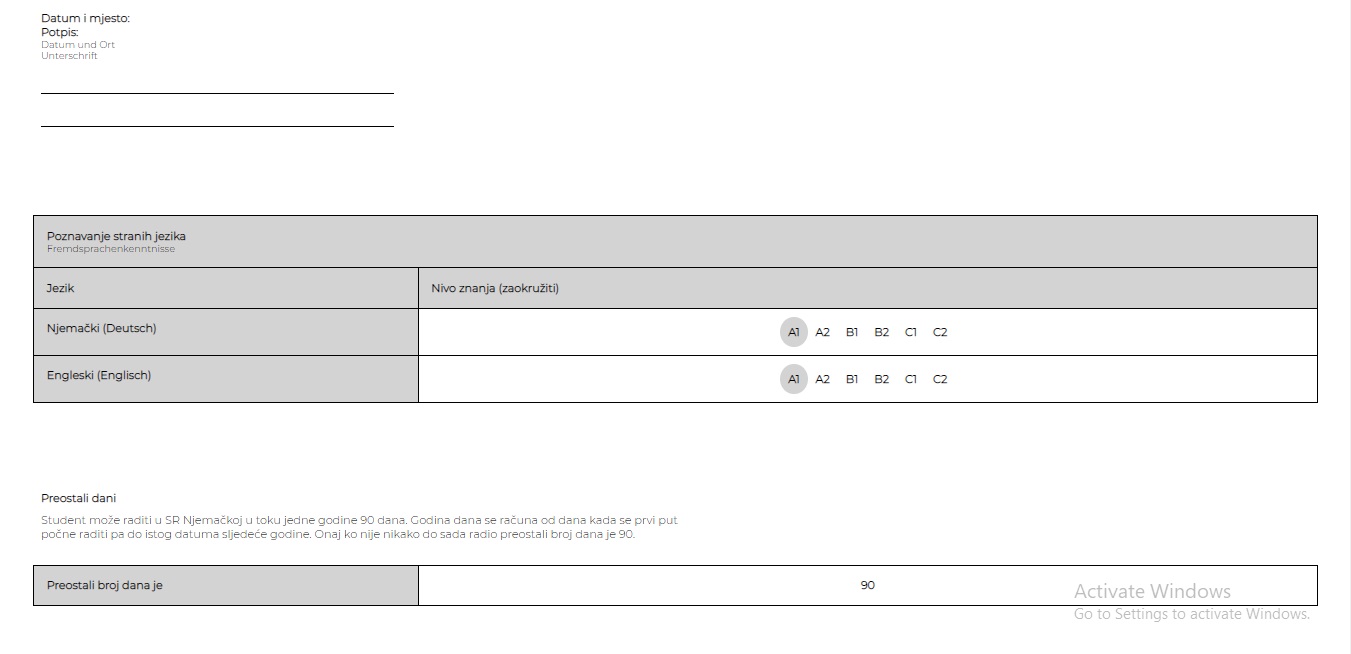 Datum i mjesto:
Potpis:
Datum und Ort
Unterschrift
Poznavanje stranih jezika
Fremdsprachenkenntnisse
Jezik Nivo znanja (zaokružiti)
Njemački (Deutsch) A1 A2 B1 B2 C1 C2
Engleski (Englisch) A1 A2 B1 B2 C1 C2
Preostali dani
Student može raditi u SR Njemačkoj u toku jedne godine 90 dana. Godina dana se računa od dana kada se prvi put
počne raditi pa do istog datuma sljedeće godine. Onaj ko nije nikako do sada radio preostali broj dana je 90.
Preostali broj dana je 90
Activate Windows
Go to Settings to activate Windows.